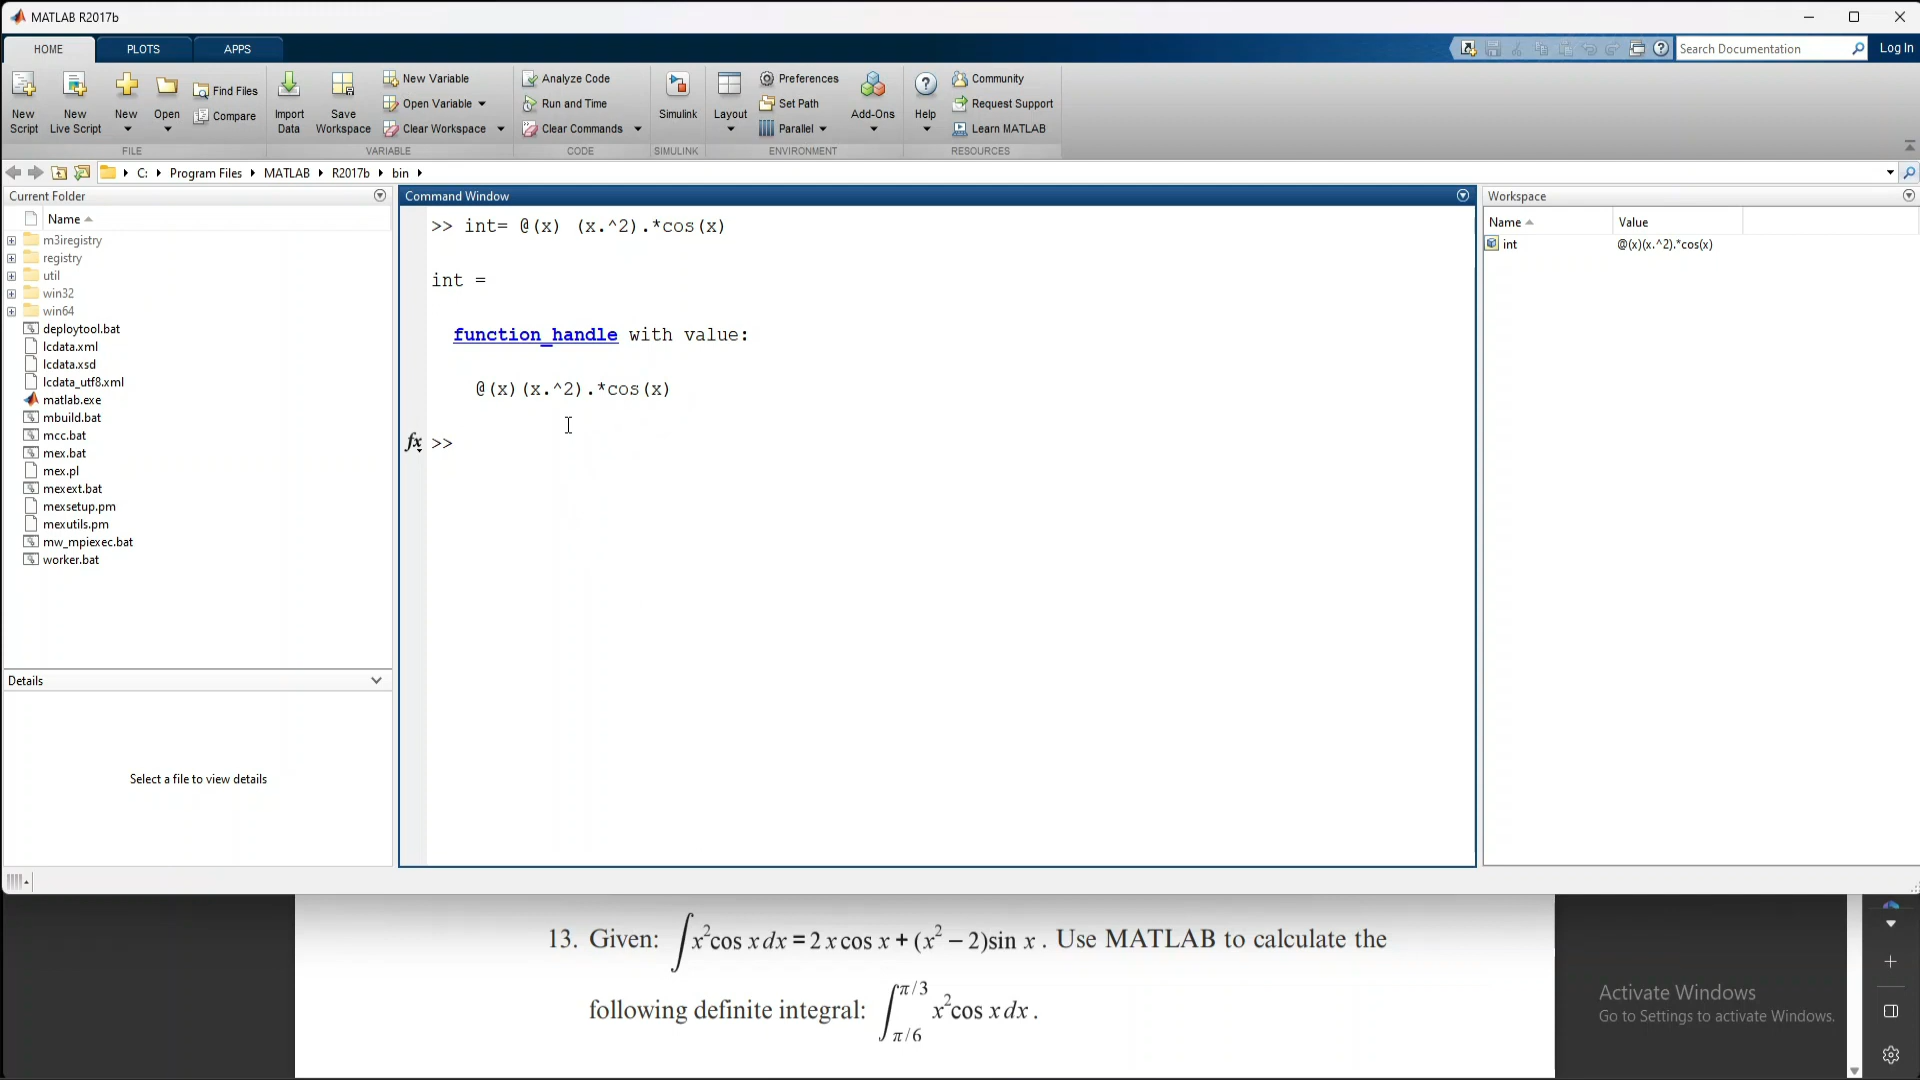 MATLAB R2017b
HOME PLOTS APPS
Search Documentation
Log In
New Script
New Live Script
New
Open
Find Files
Compare
FILE
Import Data
Save Workspace
New Variable
Open Variable
Clear Workspace
VARIABLE
Analyze Code
Run and Time
Clear Commands
CODE
Simulink
SIMULINK
Layout
Preferences
Set Path
Parallel
Add-Ons
ENVIRONMENT
Help
Community
Request Support
Learn MATLAB
RESOURCES
C: Program Files MATLAB R2017b bin
Current Folder
Name
m3iregistry
registry
util
win32
win64
deploytool.bat
lcdata.xml
lcdata.xsd
lcdata_utf8.xml
matlab.exe
mbuild.bat
mcc.bat
mex.bat
mex.pl
mexext.bat
mexsetup.pm
mexutils.pm
mw_mpiexec.bat
worker.bat
Details
Select a file to view details
Command Window
>> int= @(x) (x.^2).*cos(x)
int =
function_handle with value:
@(x)(x.^2).*cos(x)
fx >>
Workspace
Name Value
int @(x)(x.^2).*cos(x)
13. Given: ∫x²cos x dx = 2 x cos x + (x² − 2)sin x . Use MATLAB to calculate the
following definite integral: ∫_{π/6}^{π/3} x²cos x dx .
Activate Windows
Go to Settings to activate Windows.